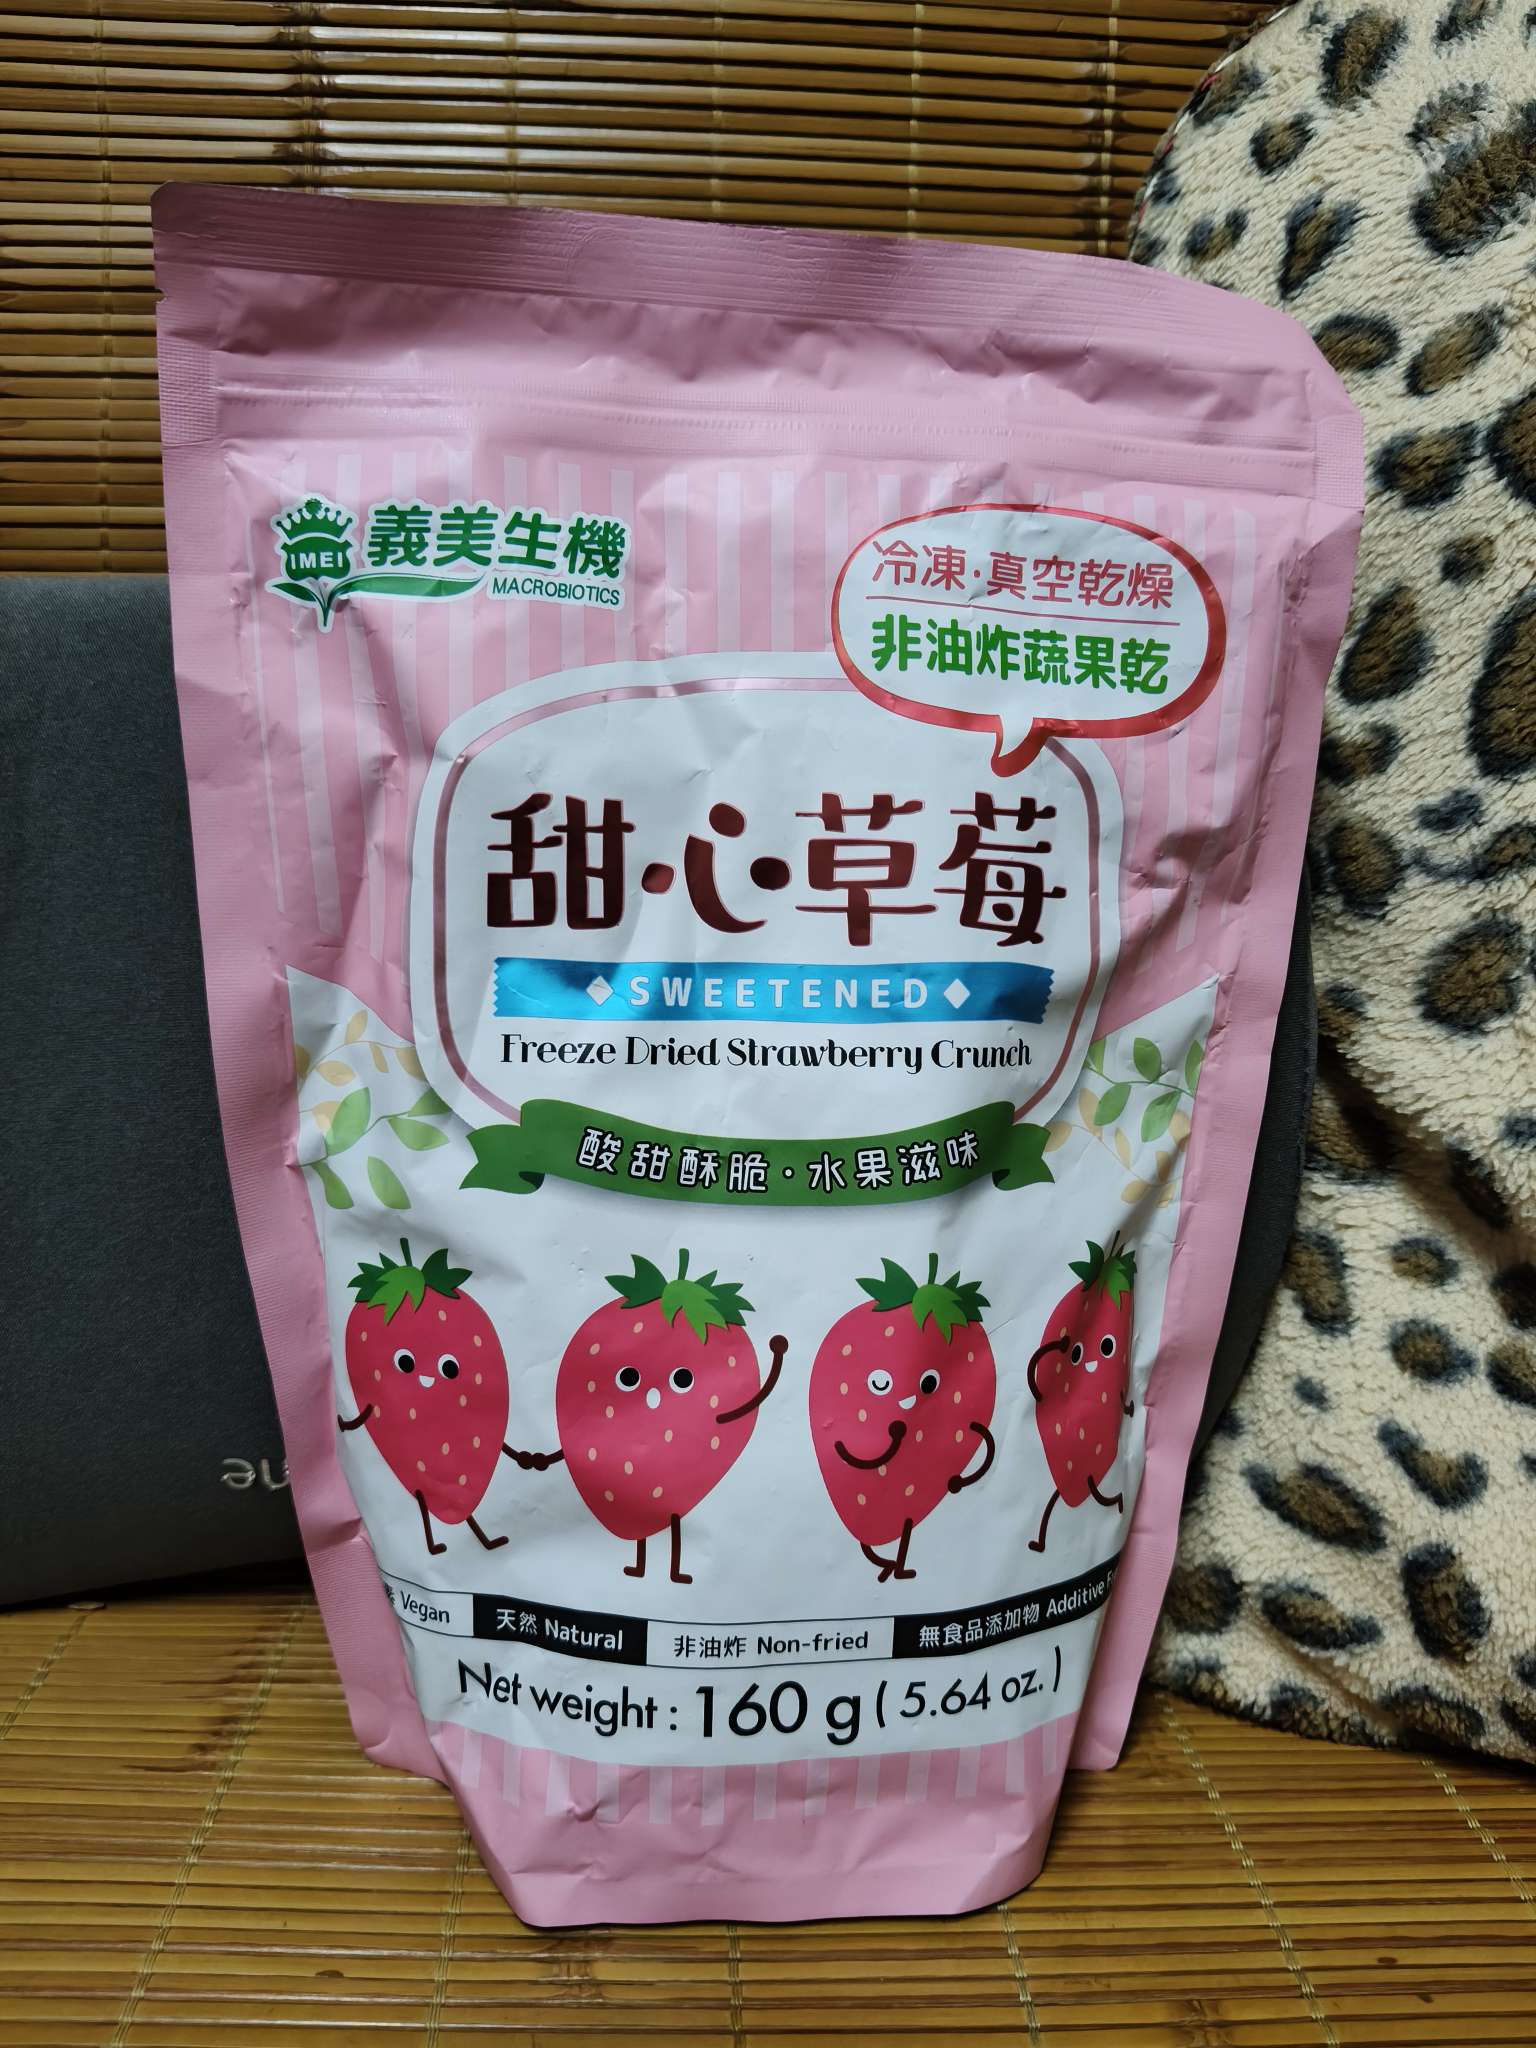 IMEI
義美生機
MACROBIOTICS
冷凍·真空乾燥
非油炸蔬果乾
甜心草莓
SWEETENED
Freeze Dried Strawberry Crunch
酸甜酥脆·水果滋味
Vegan
天然 Natural
非油炸 Non-fried
無食品添加物 Additive
Net weight : 160 g ( 5.64 oz. )